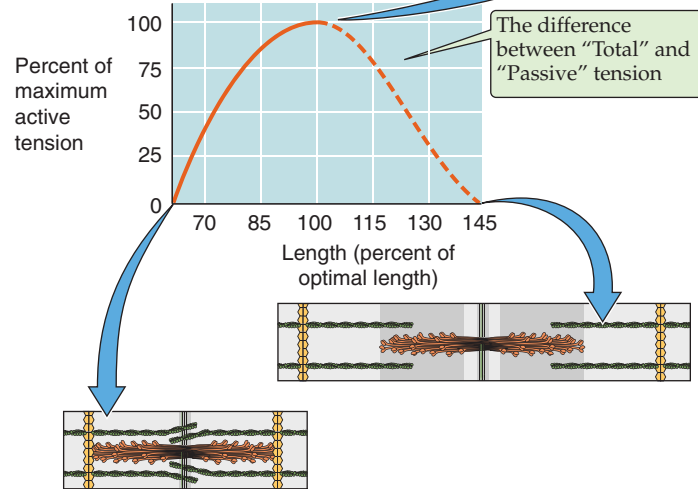 100
75
50
25
0
Percent of
maximum
active
tension
The difference
between “Total” and
“Passive” tension
70 85 100 115 130 145
Length (percent of
optimal length)